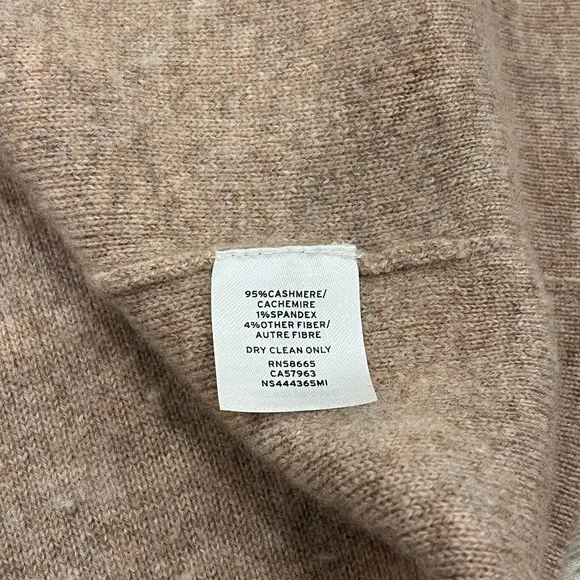 95%CASHMERE/
CACHEMIRE
1%SPANDEX
4%OTHER FIBER/
AUTRE FIBRE
DRY CLEAN ONLY
RN58665
CA57963
NS444365MI